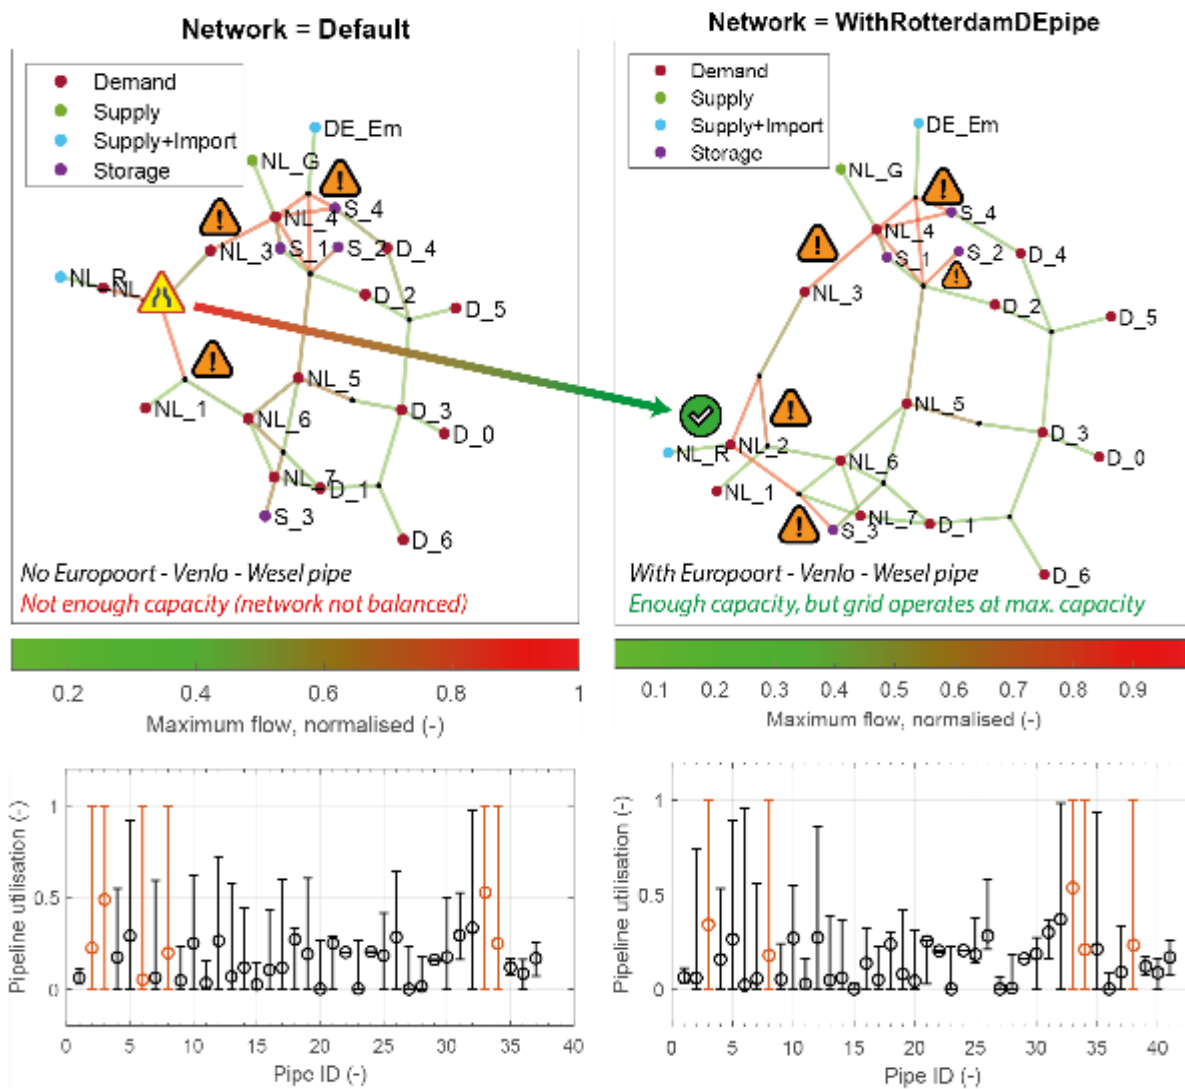 Network = Default
Demand
Supply
Supply+Import
Storage
DE_Em
NL_G
S_4
NL_4
NL_3
S_1
S_2
D_4
NL_R
NL
D_2
D_5
NL_5
NL_1
NL_6
D_3
D_0
NL_7
D_1
S_3
D_6
No Europoort - Venlo - Wesel pipe
Not enough capacity (network not balanced)
0.2
0.4
0.6
0.8
1
Maximum flow, normalised (-)
Pipeline utilisation (-)
1
0.5
0
0
5
10
15
20
25
30
35
40
Pipe ID (-)
Network = WithRotterdamDEpipe
Demand
Supply
Supply+Import
Storage
DE_Em
NL_G
S_4
NL_4
S_1
S_2
D_4
NL_3
D_2
D_5
NL_5
NL_2
NL_R
NL_6
D_3
D_0
NL_1
NL_7
D_1
S_3
D_6
With Europoort - Venlo - Wesel pipe
Enough capacity, but grid operates at max. capacity
0.1
0.2
0.3
0.4
0.5
0.6
0.7
0.8
0.9
Maximum flow, normalised (-)
Pipeline utilisation (-)
1
0.5
0
0
5
10
15
20
25
30
35
40
Pipe ID (-)